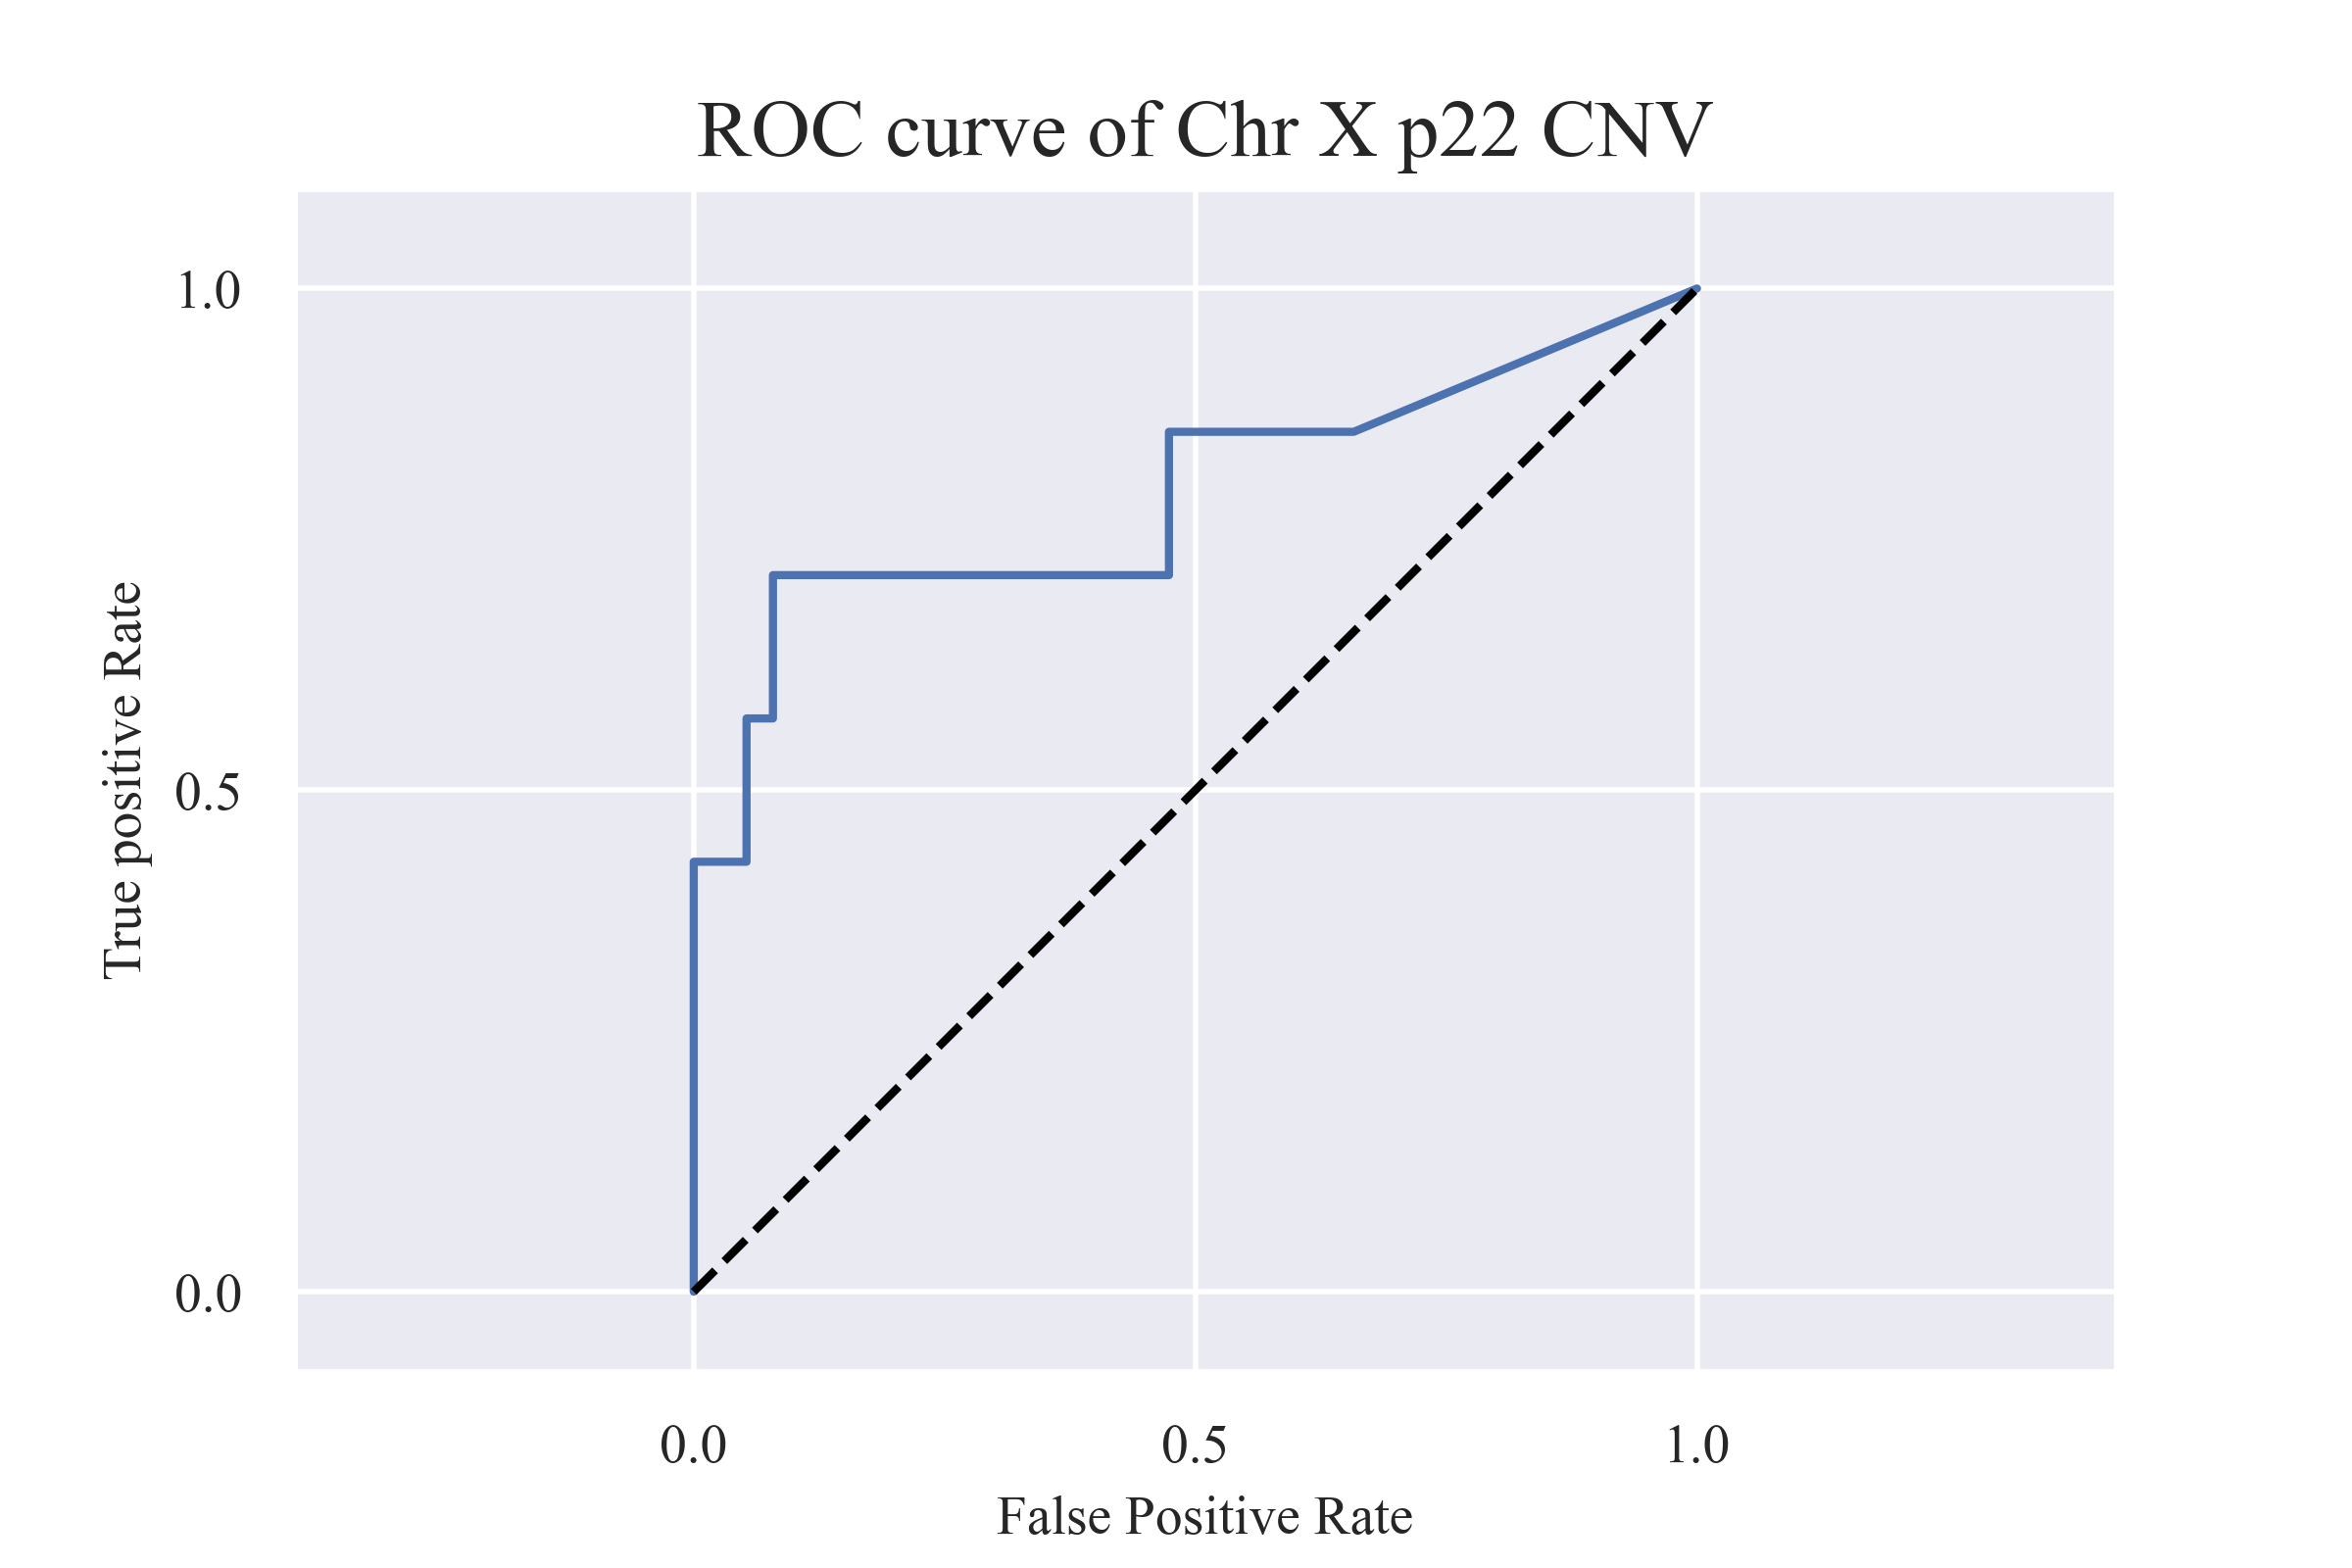 ROC curve of Chr X p22 CNV
1.0
0.5
0.0
True positive Rate
0.0 0.5 1.0
False Positive Rate